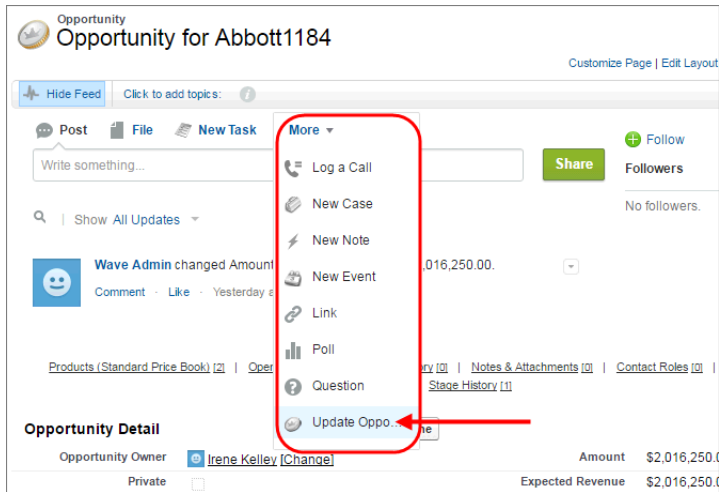 Opportunity
Opportunity for Abbott1184
Customize Page | Edit Layout
Hide Feed Click to add topics: i
Post File New Task More
Write something... Share
Follow
Followers
No followers.
Log a Call
New Case
New Note
New Event
Link
Poll
Question
Update Oppo...
Show All Updates
Wave Admin changed Amount ,016,250.00.
Comment · Like · Yesterday a
Products (Standard Price Book) [2] | Oper ry [0] | Notes & Attachments [0] | Contact Roles [0] |
Stage History [1]
Opportunity Detail
Opportunity Owner Irene Kelley [Change] Amount $2,016,250.0
Private Expected Revenue $2,016,250.0